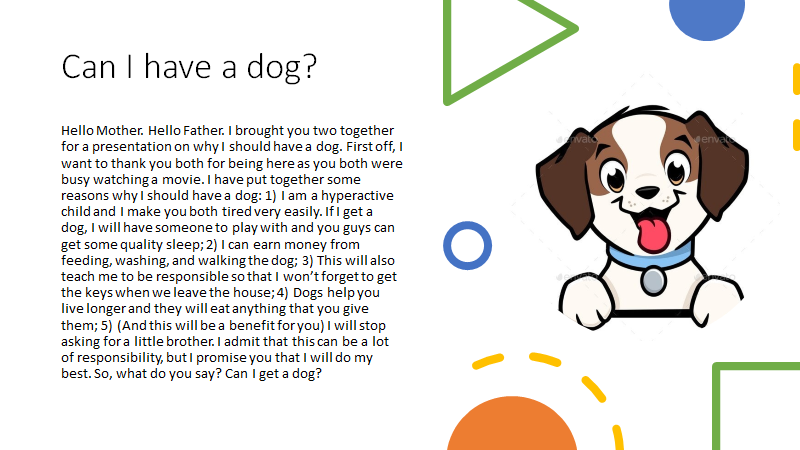 Can I have a dog?
Hello Mother. Hello Father. I brought you two together
for a presentation on why I should have a dog. First off, I
want to thank you both for being here as you both were
busy watching a movie. I have put together some
reasons why I should have a dog: 1) I am a hyperactive
child and I make you both tired very easily. If I get a
dog, I will have someone to play with and you guys can
get some quality sleep; 2) I can earn money from
feeding, washing, and walking the dog; 3) This will also
teach me to be responsible so that I won't forget to get
the keys when we leave the house; 4) Dogs help you
live longer and they will eat anything that you give
them; 5) (And this will be a benefit for you) I will stop
asking for a little brother. I admit that this can be a lot
of responsibility, but I promise you that I will do my
best. So, what do you say? Can I get a dog?